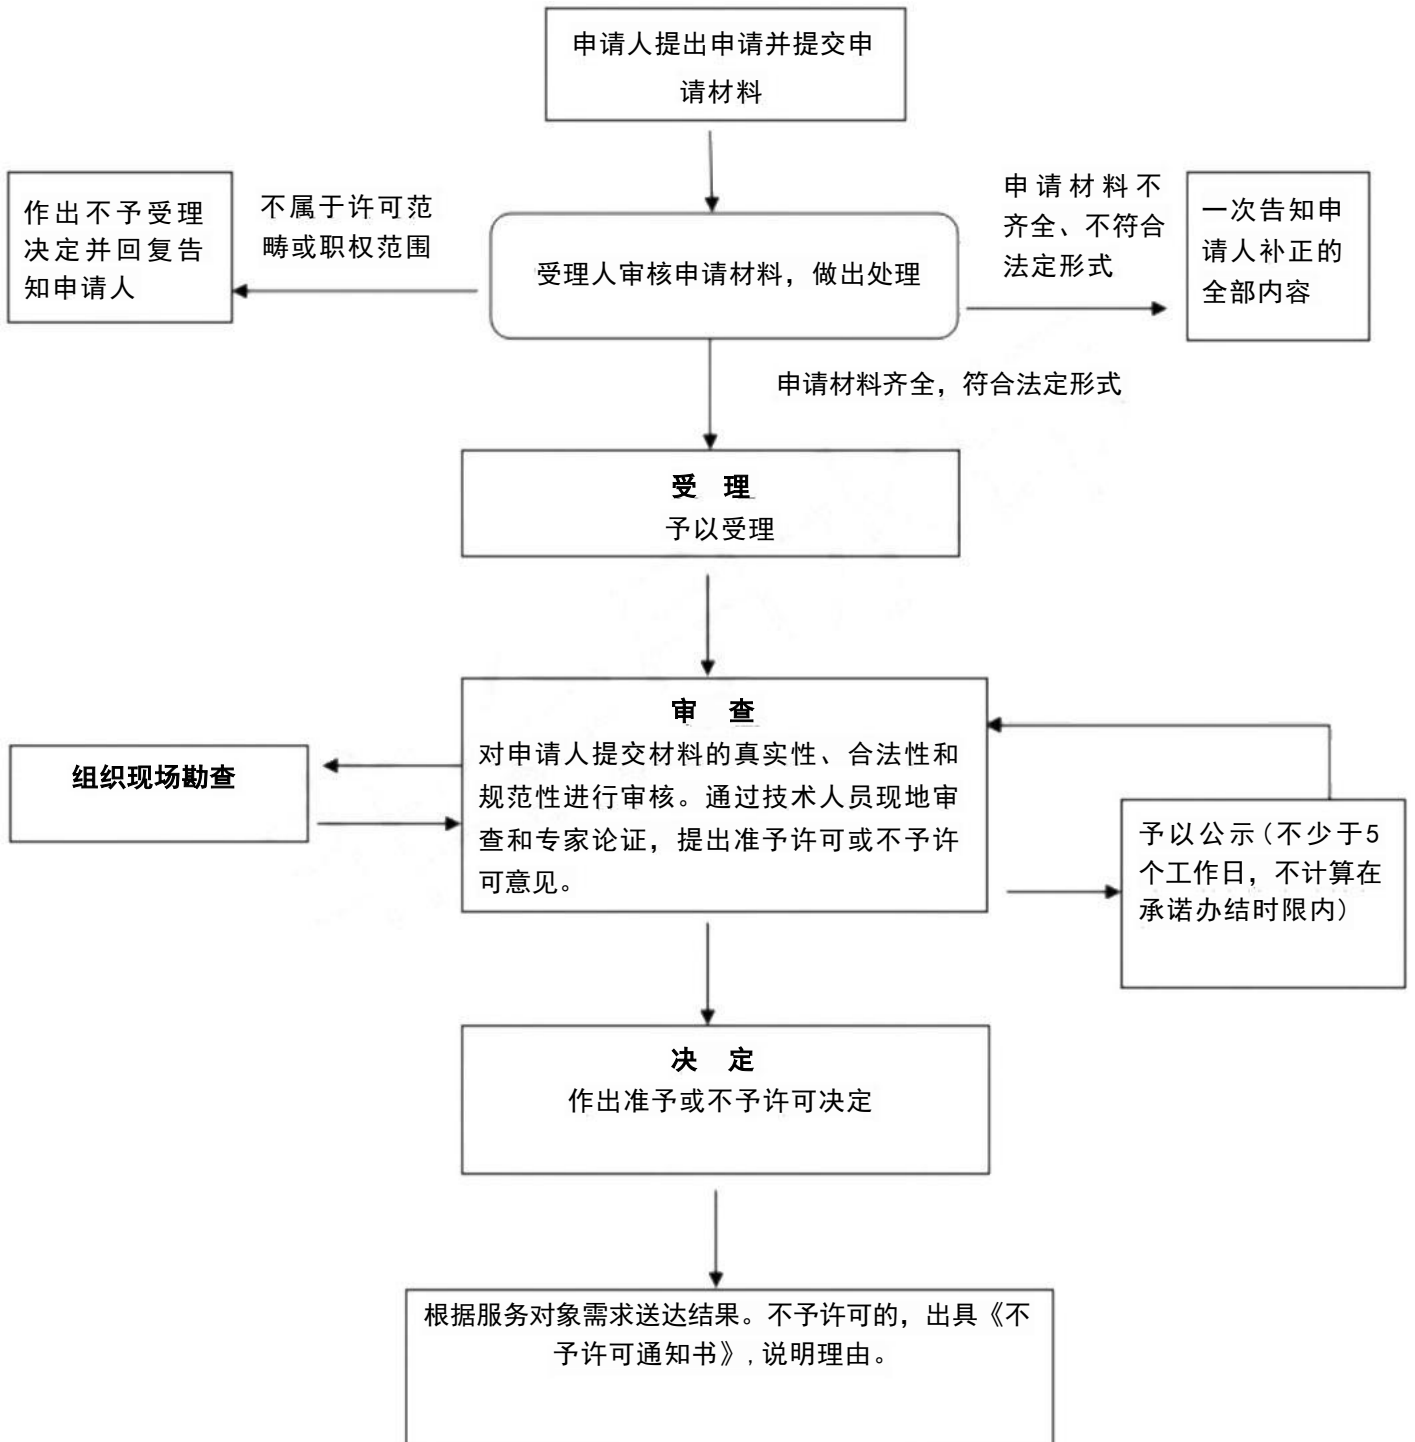 申请人提出申请并提交申
请材料
作出不予受理
决定并回复告
知申请人
不属于许可范
畴或职权范围
受理人审核申请材料，做出处理
申请材料不
齐全、不符合
法定形式
一次告知申
请人补正的
全部内容
申请材料齐全，符合法定形式
受 理
予以受理
审 查
对申请人提交材料的真实性、合法性和
规范性进行审核。通过技术人员现地审
查和专家论证，提出准予许可或不予许
可意见。
组织现场勘查
予以公示(不少于5
个工作日，不计算在
承诺办结时限内)
决 定
作出准予或不予许可决定
根据服务对象需求送达结果。不予许可的，出具《不
予许可通知书》,说明理由。